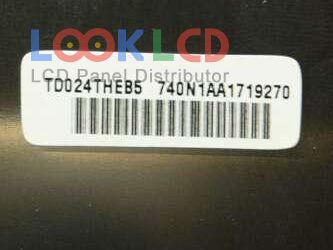 LOOKLCD
LCD Panel Distributor
TD024THEB5 740N1AA1719270